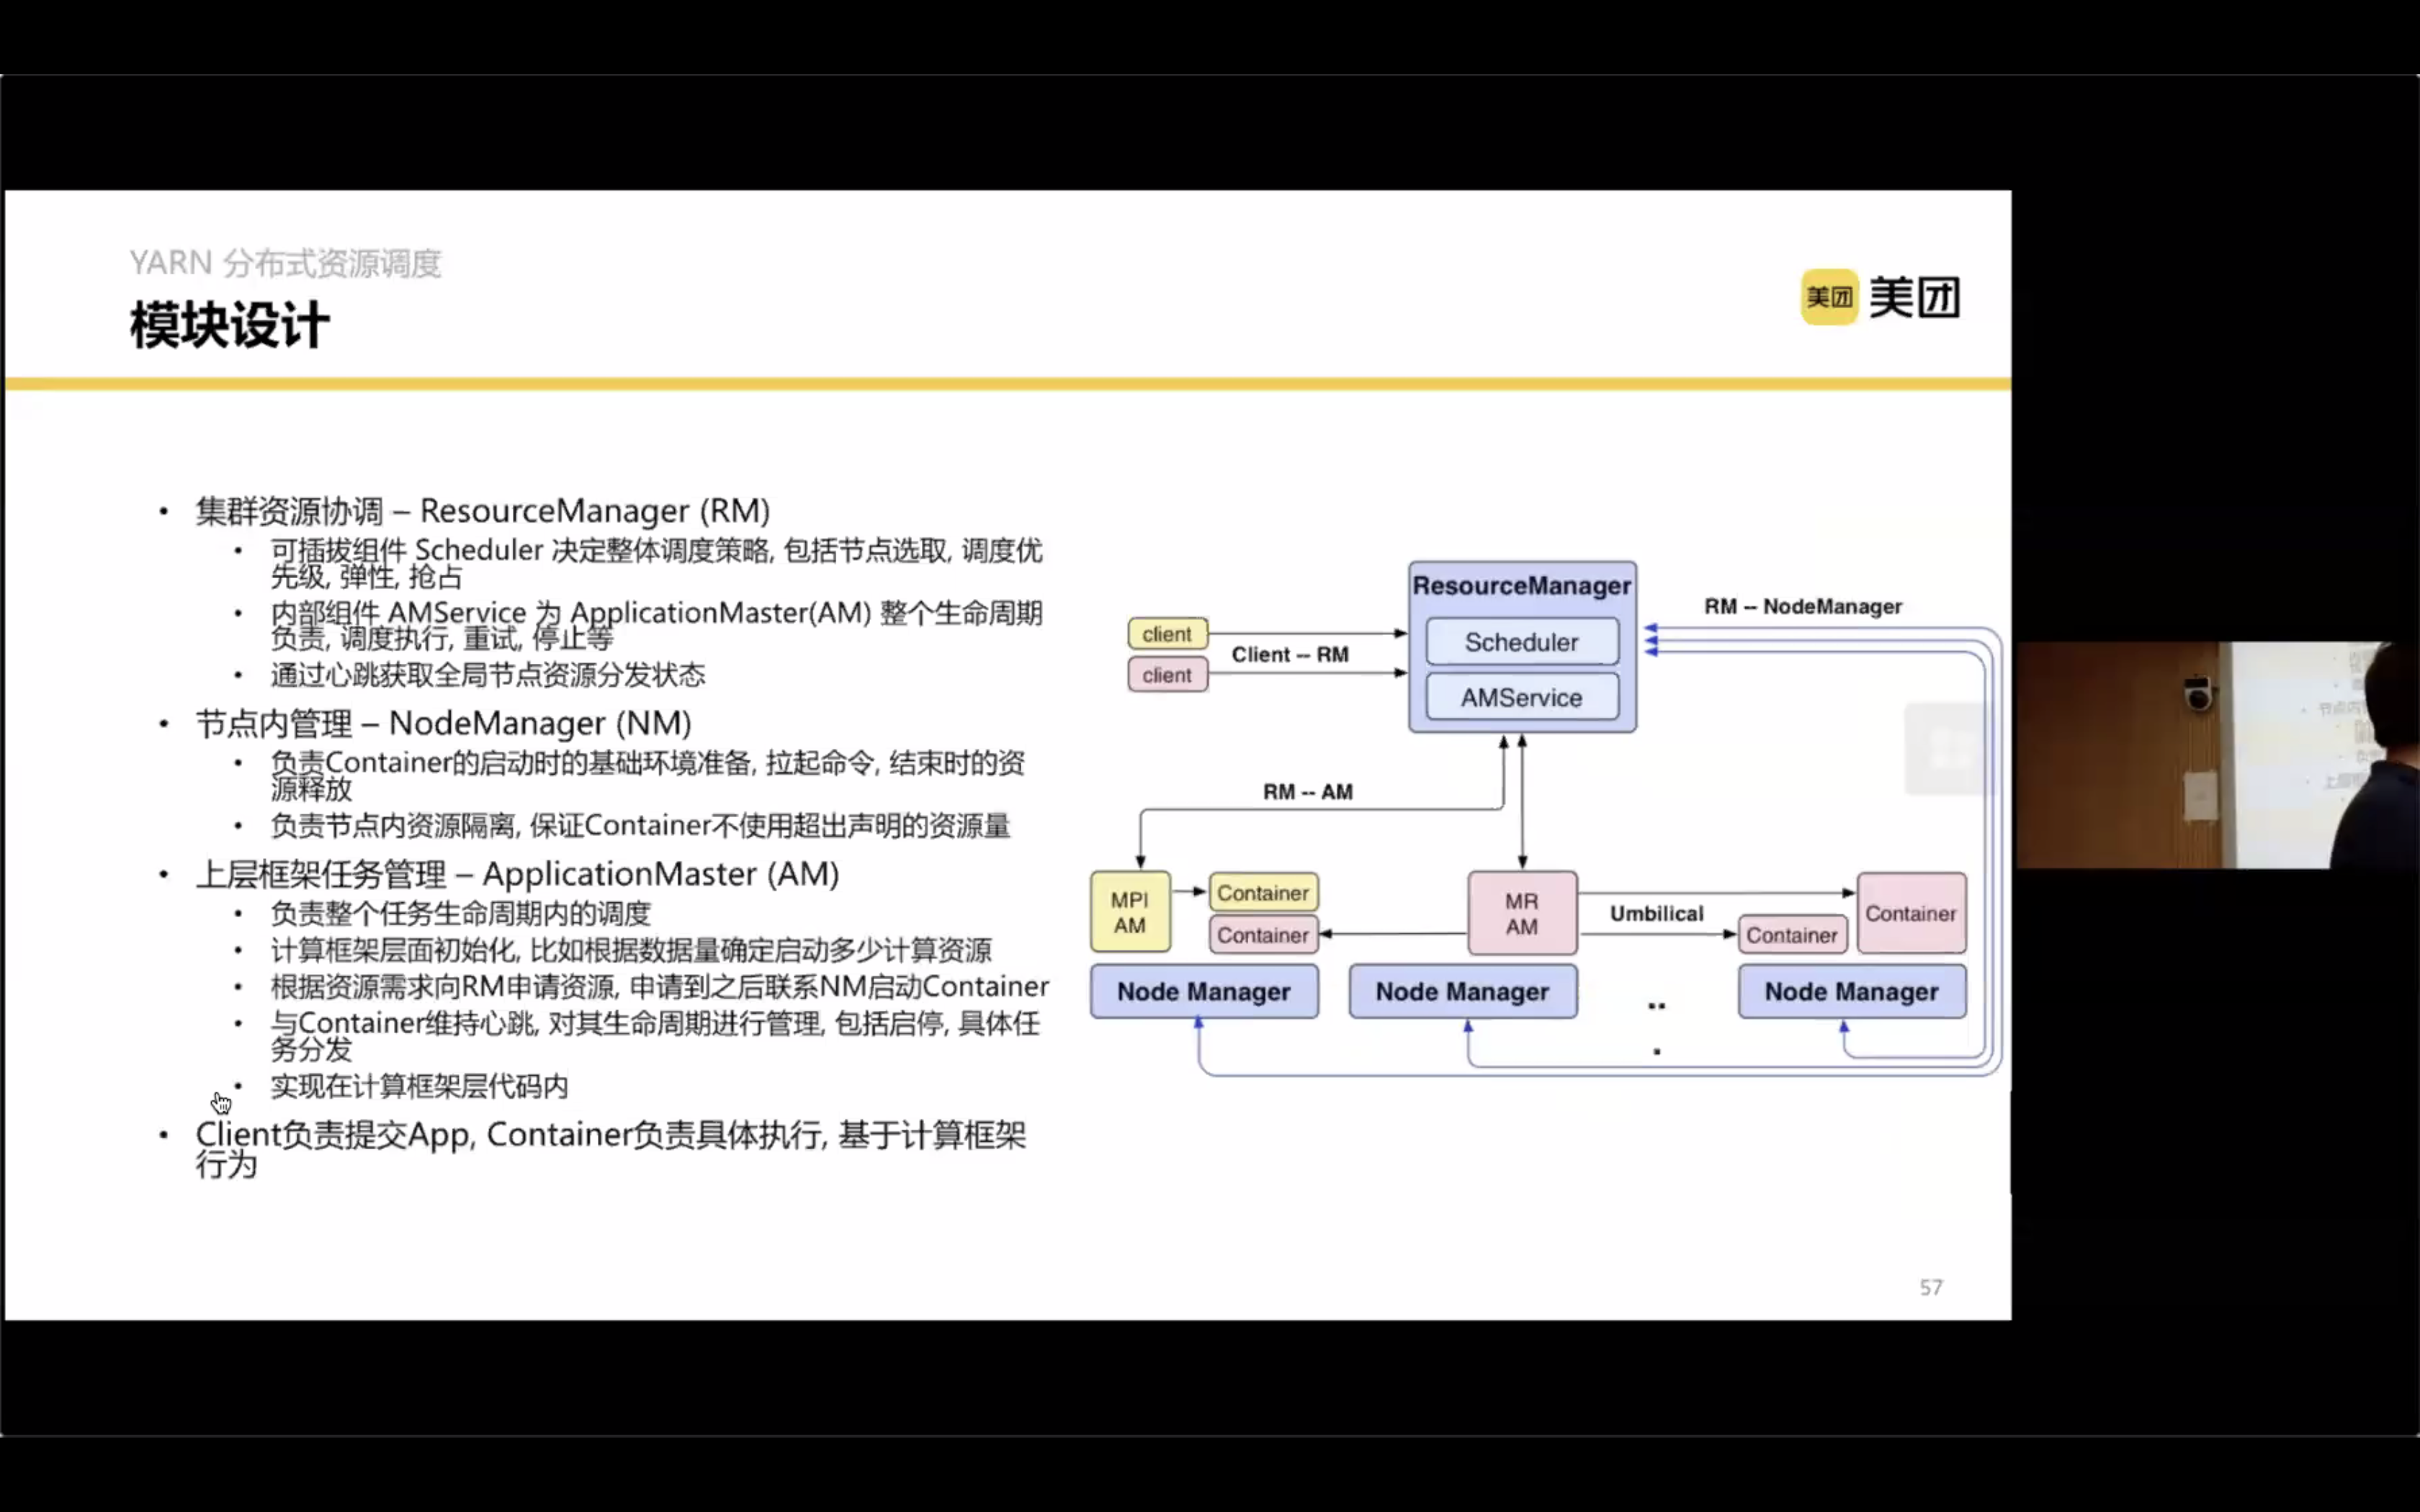 YARN 分布式资源调度
模块设计
美团 美团
• 集群资源协调 – ResourceManager (RM)
• 可插拔组件 Scheduler 决定整体调度策略, 包括节点选取, 调度优
先级, 弹性, 抢占
• 内部组件 AMService 为 ApplicationMaster(AM) 整个生命周期
负责, 调度执行, 重试, 停止等
• 通过心跳获取全局节点资源分发状态
• 节点内管理 – NodeManager (NM)
• 负责Container的启动时的基础环境准备, 拉起命令, 结束时的资
源释放
• 负责节点内资源隔离, 保证Container不使用超出声明的资源量
• 上层框架任务管理 – ApplicationMaster (AM)
• 负责整个任务生命周期内的调度
• 计算框架层面初始化, 比如根据数据量确定启动多少计算资源
• 根据资源需求向RM申请资源, 申请到之后联系NM启动Container
• 与Container维持心跳, 对其生命周期进行管理, 包括启停, 具体任
务分发
• 实现在计算框架层代码内
• Client负责提交App, Container负责具体执行, 基于计算框架
行为
ResourceManager
Scheduler
AMService
RM -- NodeManager
client
Client -- RM
client
RM -- AM
MPI
AM
Container
Container
MR
AM
Umbilical
Container
Container
Node Manager
Node Manager
Node Manager
57